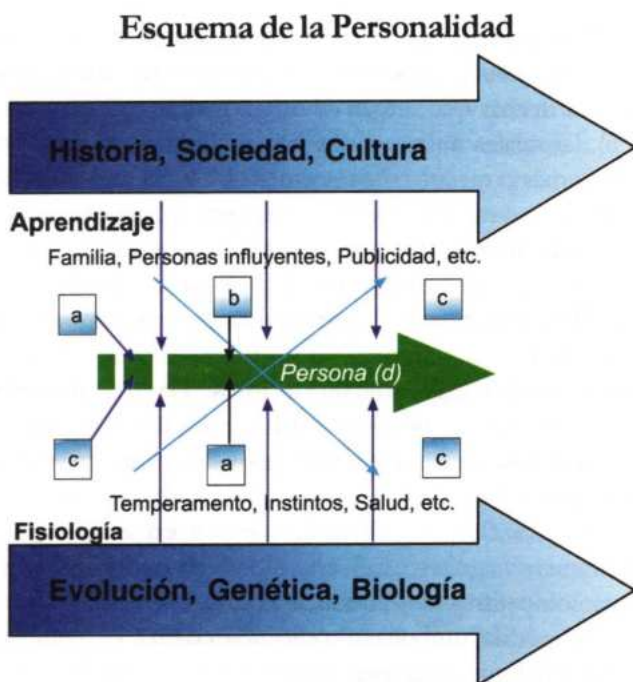 Esquema de la Personalidad
Historia, Sociedad, Cultura
Aprendizaje
Familia, Personas influyentes, Publicidad, etc.
a
b
c
Persona (d)
c
a
c
Temperamento, Instintos, Salud, etc.
Fisiología
Evolución, Genética, Biología